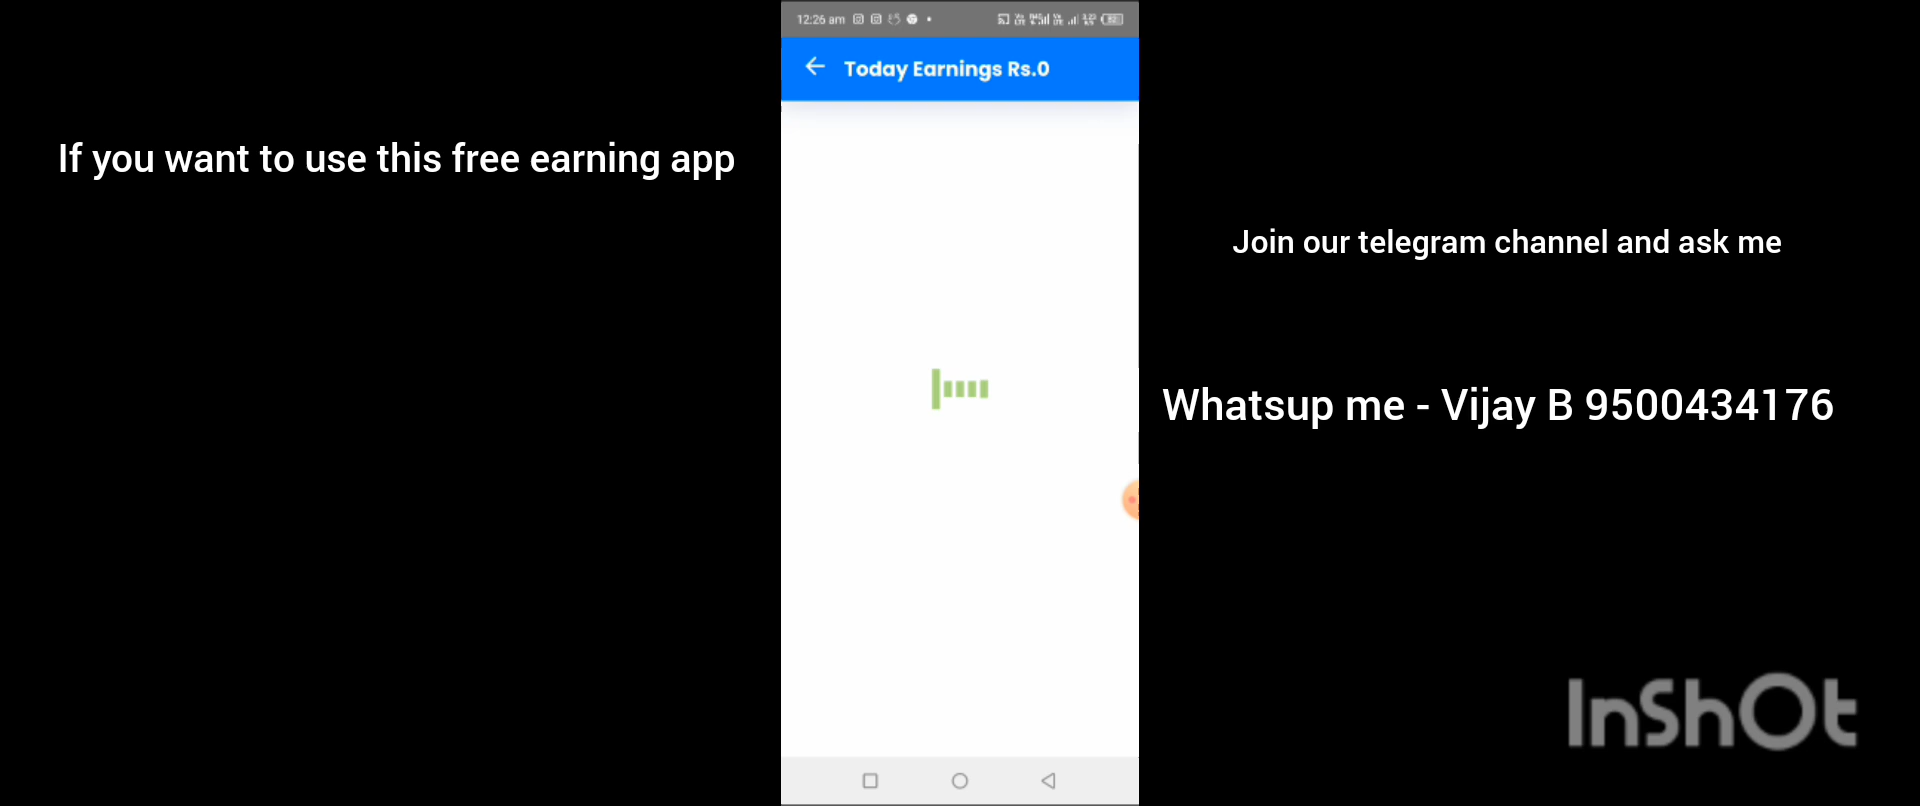 12:26 am
Today Earnings Rs.0
If you want to use this free earning app
Join our telegram channel and ask me
Whatsup me - Vijay B 9500434176
InShOt